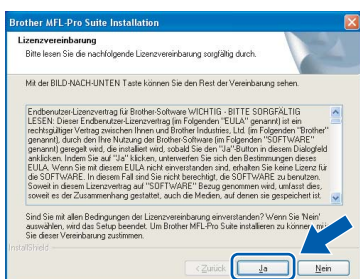 Brother MFL-Pro Suite Installation
Lizenzvereinbarung
Bitte lesen Sie die nachfolgende Lizenzvereinbarung sorgfältig durch.
Mit der BILD-NACH-UNTEN Taste können Sie den Rest der Vereinbarung sehen.
Endbenutzer-Lizenzvertrag für Brother-Software WICHTIG - BITTE SORGFÄLTIG
LESEN: Dieser Endbenutzer-Lizenzvertrag (im Folgenden "EULA" genannt) ist ein
rechtsgültiger Vertrag zwischen Ihnen und Brother Industries, Ltd. (im Folgenden "Brother"
genannt), durch den Ihre Nutzung der Brother-Software (im Folgenden "SOFTWARE"
genannt) geregelt wird, die installiert wird, sobald Sie den "Ja"-Button in diesem Dialogfeld
anklicken. Indem Sie auf "Ja" klicken, unterwerfen Sie sich den Bestimmungen dieses
EULA. Wenn Sie mit diesem EULA nicht einverstanden sind, erhalten Sie keine Lizenz für
die SOFTWARE. In diesem Fall sind Sie nicht berechtigt, die SOFTWARE zu benutzen.
Soweit in diesem Lizenzvertrag auf "SOFTWARE" Bezug genommen wird, umfasst dies,
soweit es der Zusammenhang gestattet, auch die Medien, auf denen sie gespeichert ist.
Sind Sie mit allen Bedingungen der Lizenzvereinbarung einverstanden? Wenn Sie 'Nein'
auswählen, wird das Setup beendet. Um Brother MFL-Pro Suite installieren zu können, müssen
Sie dieser Vereinbarung zustimmen.
InstallShield
< Zurück
Ja
Nein